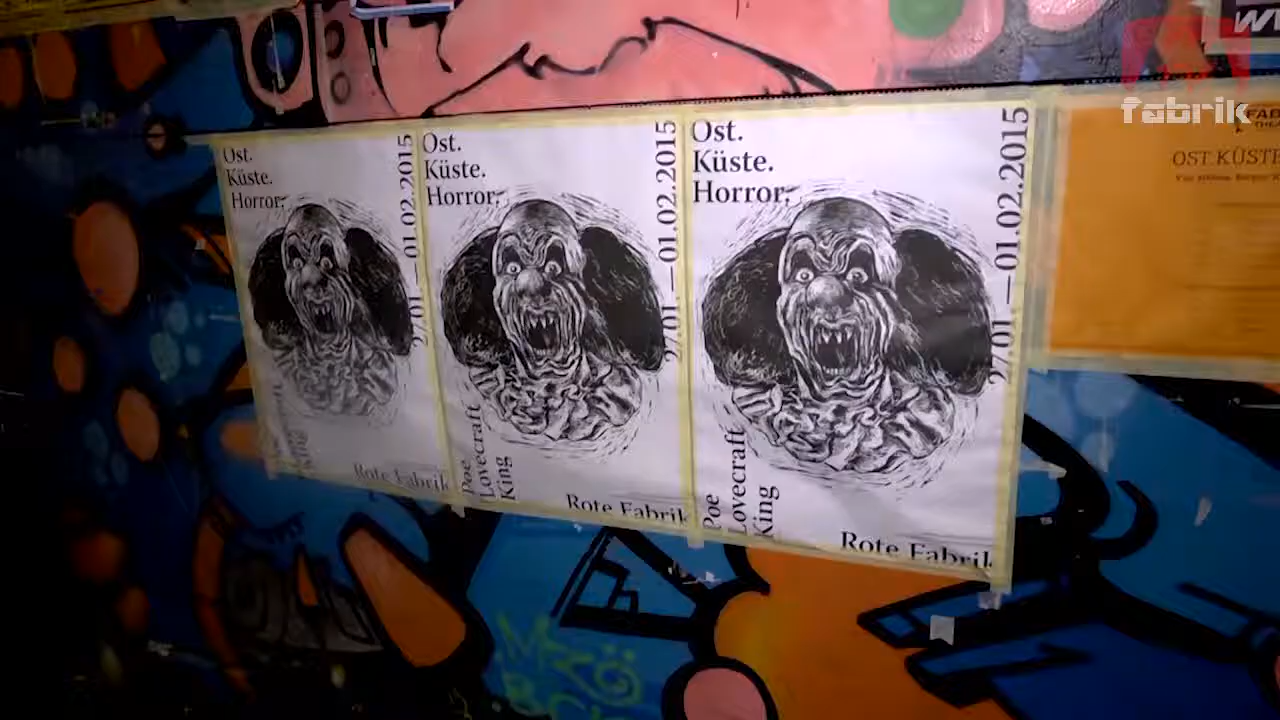 fabrik
Ost.
Küste.
Horror.
27.01.—01.02.2015
Rote Fabrik
Ost.
Küste.
Horror.
27.01.—01.02.2015
Poe
Lovecraft
King
Rote Fabrik
Ost.
Küste.
Horror.
27.01.—01.02.2015
Poe
Lovecraft
King
Rote Fabrik
OST.KÜSTE